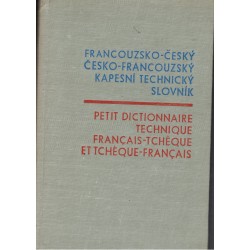 FRANCOUZSKO-ČESKÝ
ČESKO-FRANCOUZSKÝ
KAPESNÍ TECHNICKÝ
SLOVNÍK
PETIT DICTIONNAIRE
TECHNIQUE
FRANÇAIS-TCHÈQUE
ET TCHÈQUE-FRANÇAIS